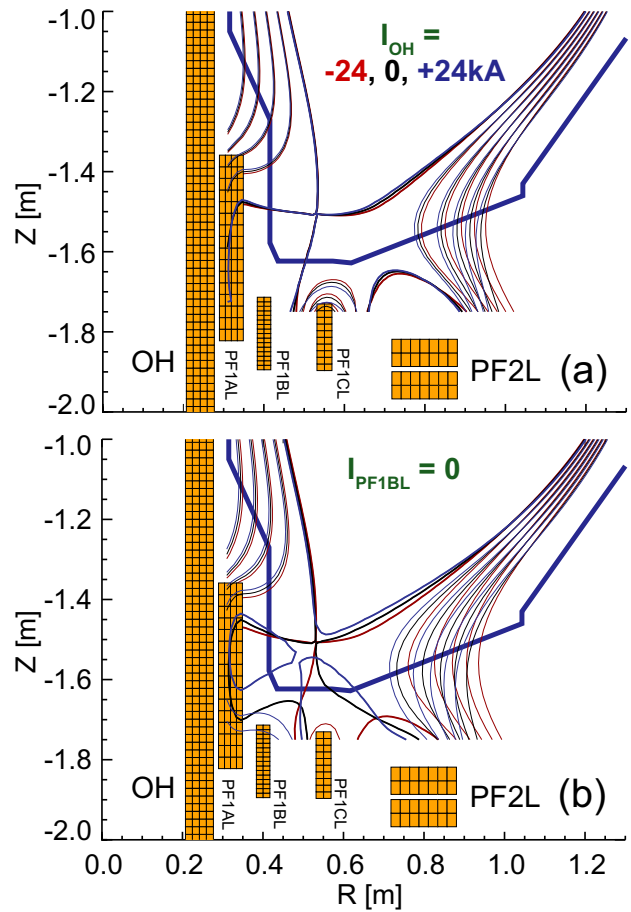 -1.0
I_OH =
-24, 0, +24kA
-1.2
-1.4
Z [m]
-1.6
-1.8
OH
PF1AL
PF1BL
PF1CL
PF2L
(a)
-2.0
-1.0
I_PF1BL = 0
-1.2
-1.4
Z [m]
-1.6
-1.8
OH
PF1AL
PF1BL
PF1CL
PF2L
(b)
-2.0
0.0 0.2 0.4 0.6 0.8 1.0 1.2
R [m]